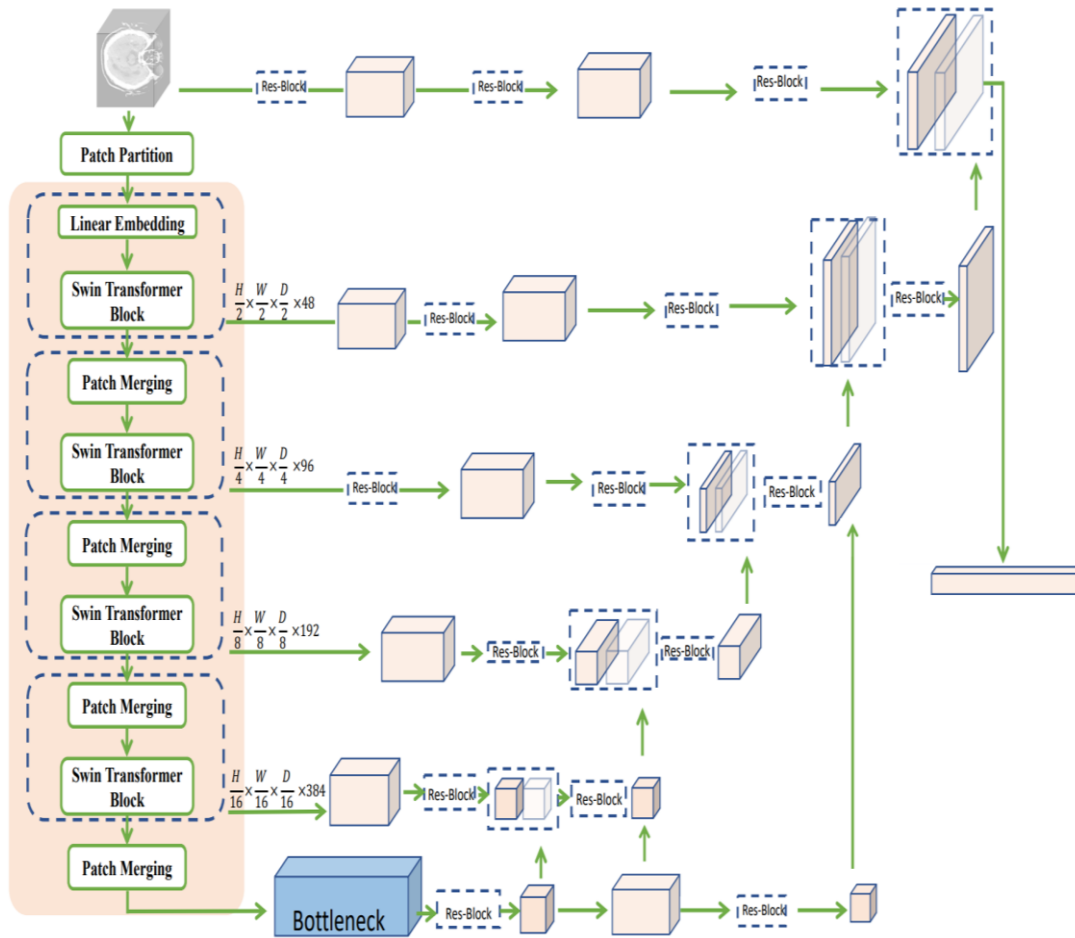 Res-Block
Res-Block
Res-Block
Patch Partition
Linear Embedding
Swin Transformer
Block
H/2×W/2×D/2×48
Res-Block
Res-Block
Res-Block
Patch Merging
Swin Transformer
Block
H/4×W/4×D/4×96
Res-Block
Res-Block
Res-Block
Patch Merging
Swin Transformer
Block
H/8×W/8×D/8×192
Res-Block
Res-Block
Patch Merging
Swin Transformer
Block
H/16×W/16×D/16×384
Res-Block
Res-Block
Patch Merging
Bottleneck
Res-Block
Res-Block